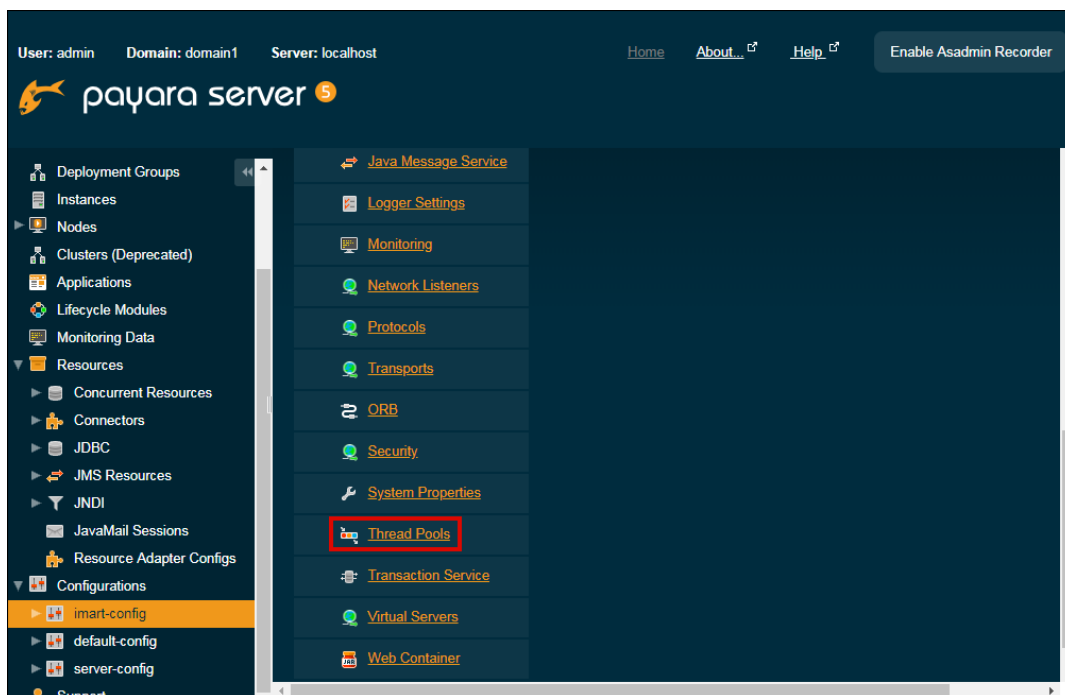 User: admin Domain: domain1 Server: localhost Home About... Help Enable Asadmin Recorder
payara server 5
Deployment Groups
Instances
Nodes
Clusters (Deprecated)
Applications
Lifecycle Modules
Monitoring Data
Resources
Concurrent Resources
Connectors
JDBC
JMS Resources
JNDI
JavaMail Sessions
Resource Adapter Configs
Configurations
imart-config
default-config
server-config
Support
Java Message Service
Logger Settings
Monitoring
Network Listeners
Protocols
Transports
ORB
Security
System Properties
Thread Pools
Transaction Service
Virtual Servers
Web Container